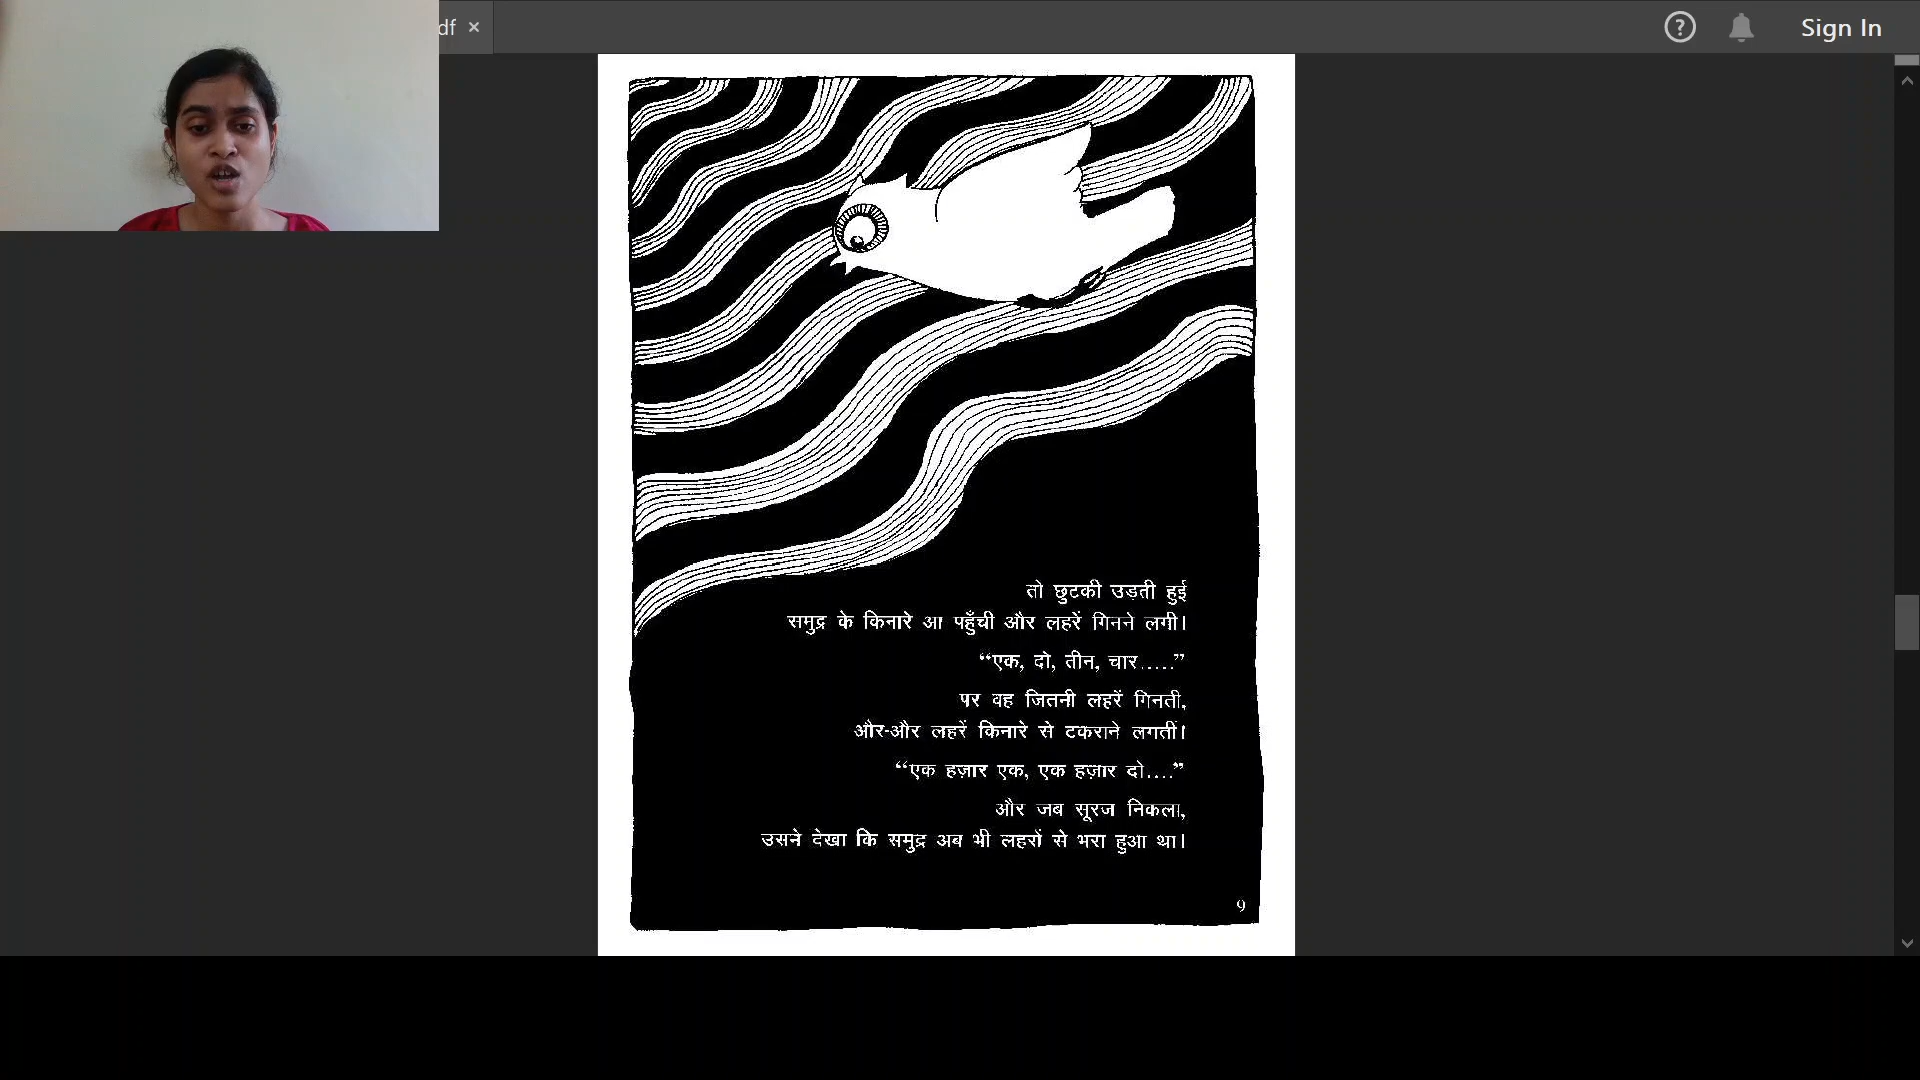 df ×
? Sign In
तो छुटकी उड़ती हुई
समुद्र के किनारे आ पहुँची और लहरें गिनने लगी।
“एक, दो, तीन, चार.....”
पर वह जितनी लहरें गिनती,
और-और लहरें किनारे से टकराने लगतीं।
“एक हज़ार एक, एक हज़ार दो....”
और जब सूरज निकला,
उसने देखा कि समुद्र अब भी लहरों से भरा हुआ था।
9